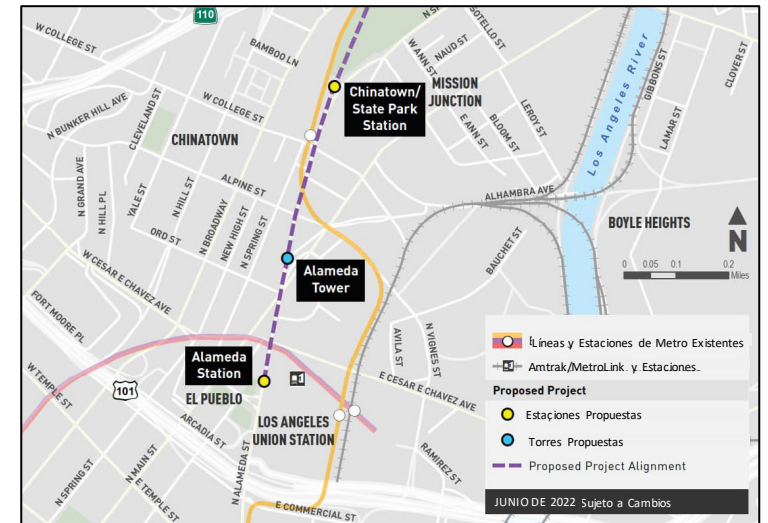 110
W COLLEGE ST
BAMBOO LN
N BUNKER HILL AVE
CLEVELAND ST
W COLLEGE ST
CHINATOWN
Chinatown/
State Park
Station
MISSION
JUNCTION
W ANN ST
NAUD ST
SOTELLO ST
LEROY ST
BLOOM ST
E ANN ST
Los Angeles River
GIBBONS ST
CLOVER ST
LAMAR ST
N GRAND AVE
N HILL PL
YALE ST
N HILL ST
ALPINE ST
ORD ST
N BROADWAY
NEW HIGH ST
N SPRING ST
ALHAMBRA AVE
BOYLE HEIGHTS
N
0 0.05 0.1 0.2
Miles
BAUCHET ST
W CESAR E CHAVEZ AVE
FORT MOORE PL
Alameda
Tower
AVILA ST
N VIGNES ST
E CESAR E CHAVEZ AVE
W TEMPLE ST
101
Alameda
Station
EL PUEBLO
LOS ANGELES
UNION STATION
ARCADIA ST
N SPRING ST
N MAIN ST
E TEMPLE ST
N ALAMEDA ST
E COMMERCIAL ST
RAMIREZ ST
Líneas y Estaciones de Metro Existentes
Amtrak/MetroLink y Estaciones
Proposed Project
Estaciones Propuestas
Torres Propuestas
Proposed Project Alignment
JUNIO DE 2022 Sujeto a Cambios